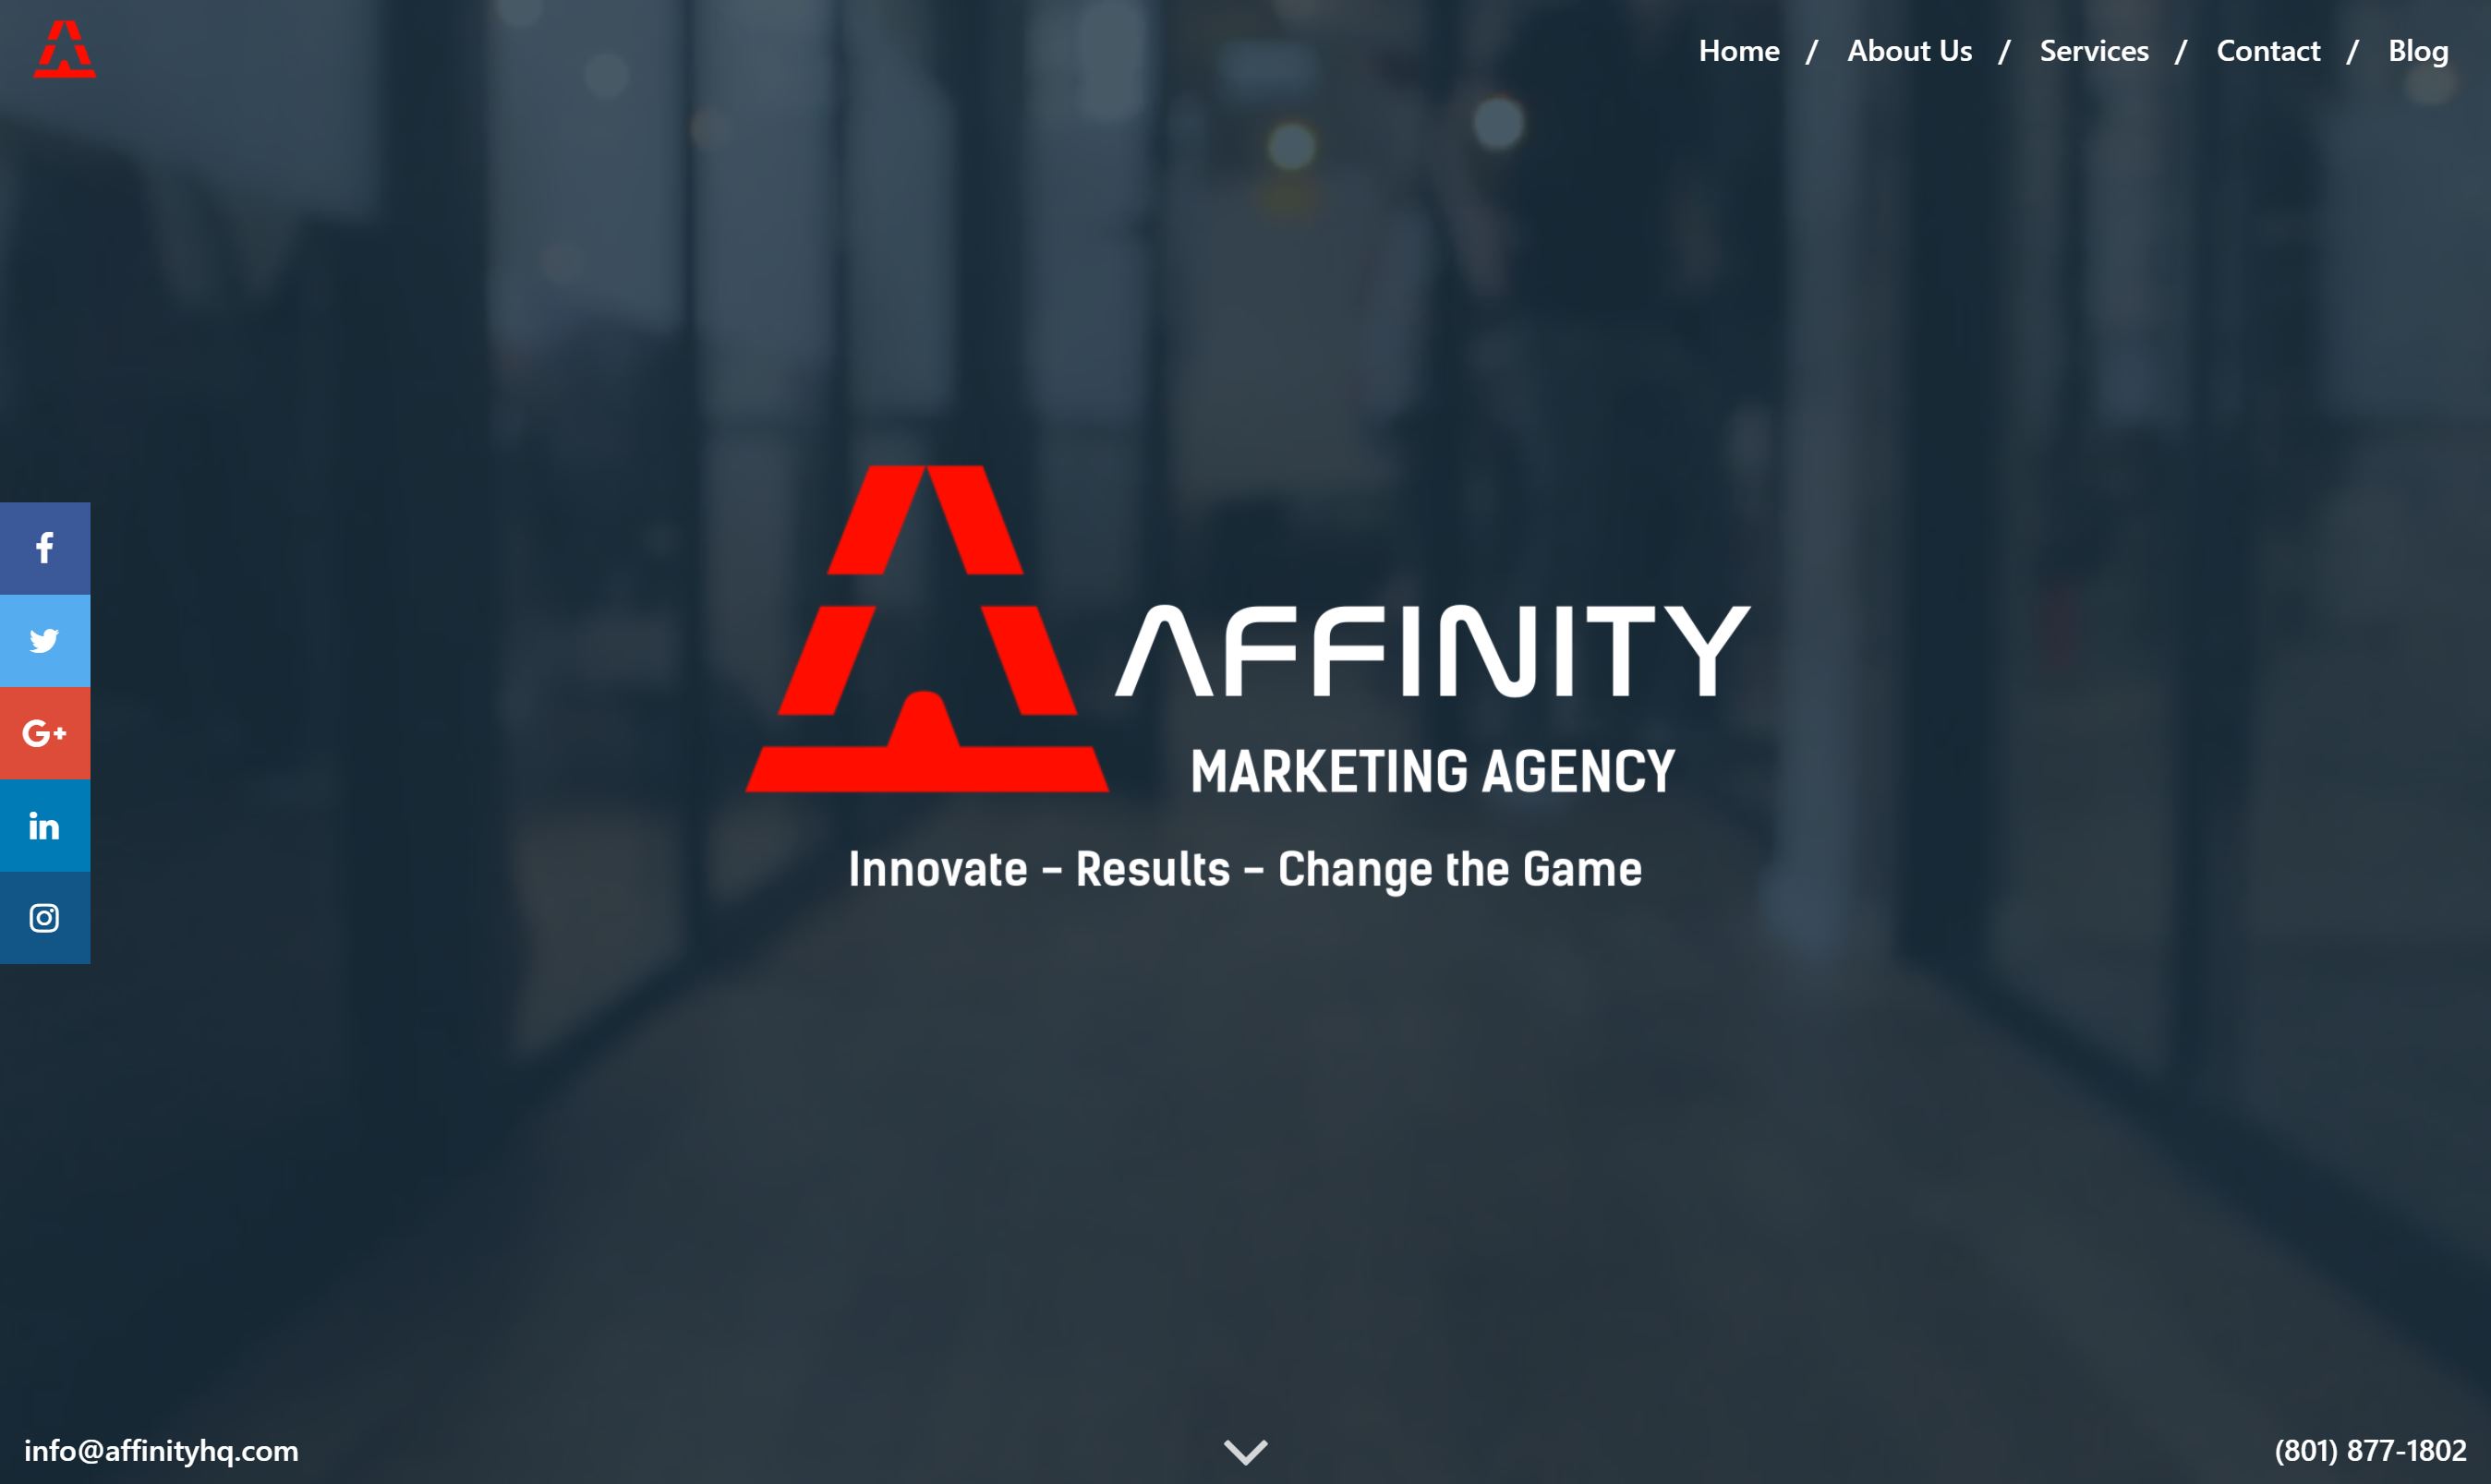 Home / About Us / Services / Contact / Blog
AFFINITY
MARKETING AGENCY
Innovate – Results – Change the Game
f
G+
in
info@affinityhq.com
(801) 877-1802